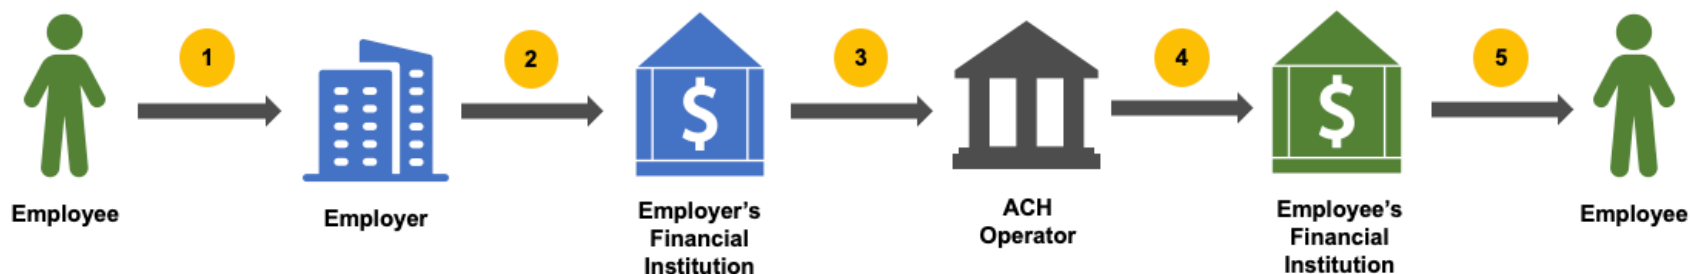 1
2
3
4
5
$
$
Employee
Employer
Employer’s
Financial
Institution
ACH
Operator
Employee’s
Financial
Institution
Employee